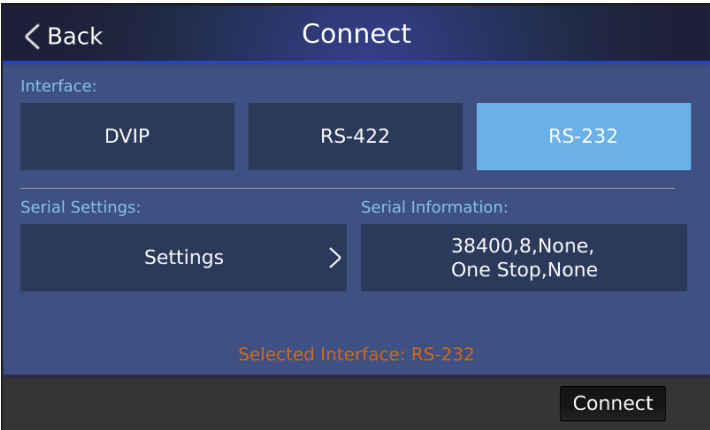 Back
Connect
Interface:
DVIP
RS-422
RS-232
Serial Settings:
Serial Information:
Settings
38400,8,None,
One Stop,None
Selected Interface: RS-232
Connect